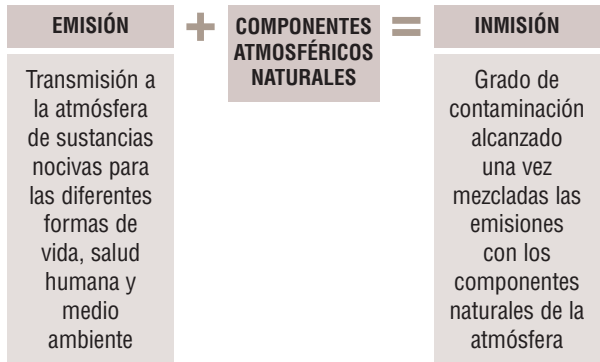 EMISIÓN
+
COMPONENTES
ATMOSFÉRICOS
NATURALES
=
INMISIÓN
Transmisión a
la atmósfera
de sustancias
nocivas para
las diferentes
formas de
vida, salud
humana y
medio
ambiente
Grado de
contaminación
alcanzado
una vez
mezcladas las
emisiones
con los
componentes
naturales de la
atmósfera